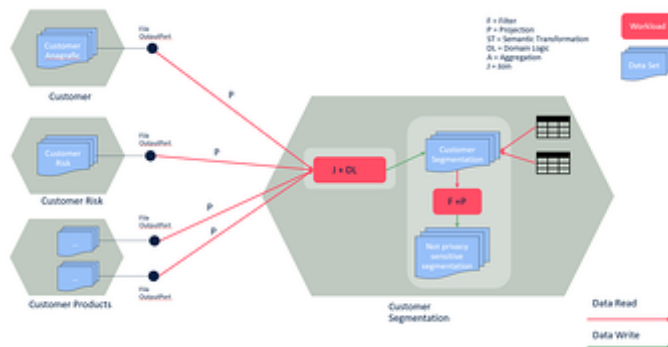 File
OutputPort
Customer
Anagrafic
Customer
P
File
OutputPort
Customer
Risk
Customer Risk
P
File
OutputPort
...
...
Customer Products
P
P
File
OutputPort
F = Filter
P = Projection
ST = Semantic Transformation
DL = Domain Logic
A = Aggregation
J = Join
Workload
Data Set
J + DL
Customer
Segmentation
F +P
Not privacy
sensitive
segmentation
Customer
Segmentation
Data Read
Data Write